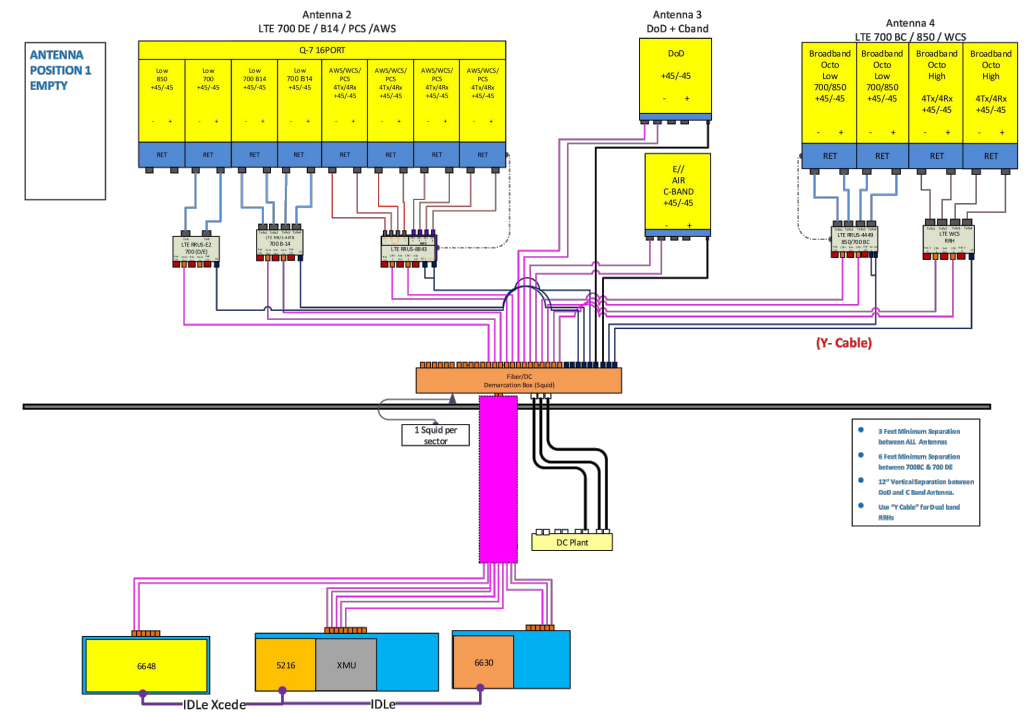 Antenna 2
LTE 700 DE / B14 / PCS /AWS
Antenna 3
DoD + Cband
Antenna 4
LTE 700 BC / 850 / WCS
ANTENNA
POSITION 1
EMPTY
Q-7 16PORT
Low
850
+45/-45
- +
Low
700
+45/-45
- +
Low
700 B14
+45/-45
- +
Low
700 B14
+45/-45
- +
AWS/WCS/
PCS
4Tx/4Rx
+45/-45
- +
AWS/WCS/
PCS
4Tx/4Rx
+45/-45
- +
AWS/WCS/
PCS
4Tx/4Rx
+45/-45
- +
AWS/WCS/
PCS
4Tx/4Rx
+45/-45
- +
RET
RET
RET
RET
RET
RET
RET
RET
DoD
+45/-45
- +
E//
AIR
C-BAND
+45/-45
- +
Broadband
Octo
Low
700/850
+45/-45
- +
Broadband
Octo
Low
700/850
+45/-45
- +
Broadband
Octo
High
4Tx/4Rx
+45/-45
- +
Broadband
Octo
High
4Tx/4Rx
+45/-45
- +
RET
RET
RET
RET
LTE RRUS-E2
700 (D/E)
LTE RRUS-4478
700 B-14
LTE RRUS-8843
LTE RRUS-4449
850/700 BC
LTE WCS
RRH
(Y- Cable)
Fiber/DC
Demarcation Box (Squid)
1 Squid per
sector
3 Feet Minimum Separation
between ALL Antennas
6 Feet Minimum Separation
between 700BC & 700 DE
12" Vertical Separation between
DoD and C Band Antenna.
Use "Y Cable" for Dual band
RRHs
DC Plant
6648
5216
XMU
6630
IDLe Xcede
IDLe